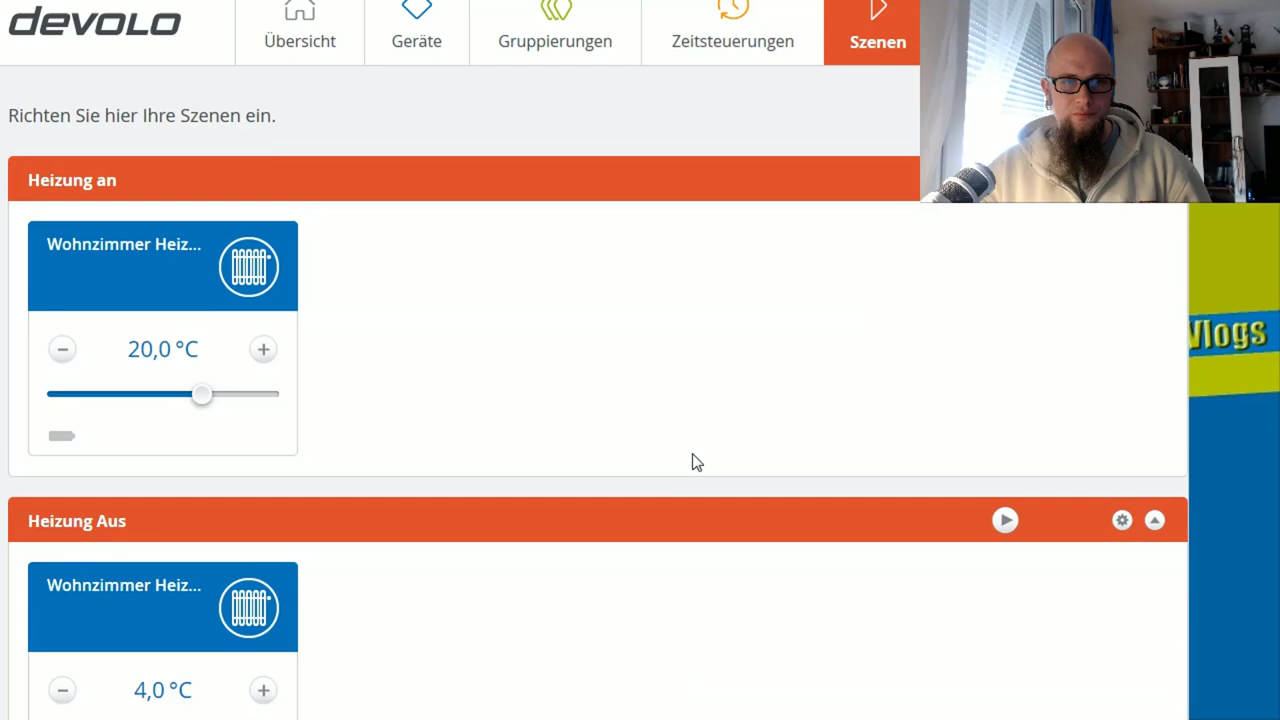 devolo
Übersicht
Geräte
Gruppierungen
Zeitsteuerungen
Szenen
Richten Sie hier Ihre Szenen ein.
Heizung an
Wohnzimmer Heiz...
20,0 °C
Vlogs
Heizung Aus
Wohnzimmer Heiz...
4,0 °C